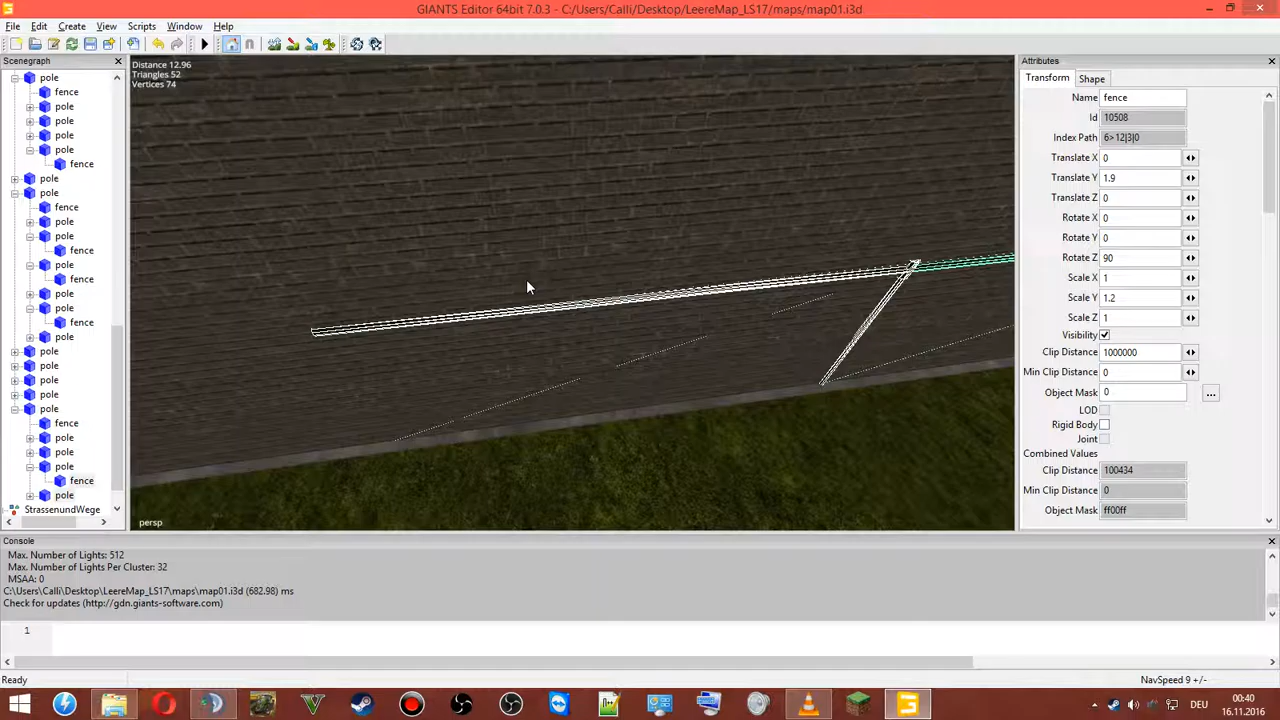 GIANTS Editor 64bit 7.0.3 - C:/Users/Calli/Desktop/LeereMap_LS17/maps/map01.i3d
File Edit Create View Scripts Window Help
Scenegraph
pole
fence
pole
pole
pole
pole
fence
pole
pole
fence
pole
pole
fence
pole
fence
pole
pole
fence
pole
pole
pole
pole
pole
pole
fence
pole
pole
pole
fence
pole
StrassenundWege
Distance 12.96
Triangles 52
Vertices 74
persp
Attributes
Transform Shape
Name fence
Id 10508
Index Path 6>12|3|0
Translate X 0
Translate Y 1.9
Translate Z 0
Rotate X 0
Rotate Y 0
Rotate Z 90
Scale X 1
Scale Y 1.2
Scale Z 1
Visibility
Clip Distance 1000000
Min Clip Distance 0
Object Mask 0 ...
LOD
Rigid Body
Joint
Combined Values
Clip Distance 100434
Min Clip Distance 0
Object Mask ff00ff
Console
Max. Number of Lights: 512
Max. Number of Lights Per Cluster: 32
MSAA: 0
C:\Users\Calli\Desktop\LeereMap_LS17\maps\map01.i3d (682.98) ms
Check for updates (http://gdn.giants-software.com)
1
Ready
NavSpeed 9 +/-
DEU
00:40
16.11.2016